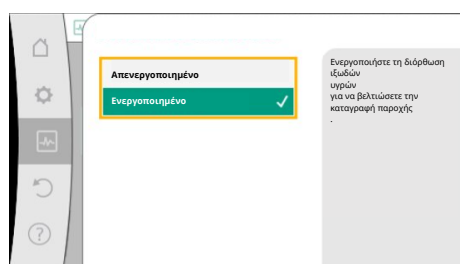 Απενεργοποιημένο
Ενεργοποιημένο
Ενεργοποιήστε τη διόρθωση
ιξωδών
υγρών
για να βελτιώσετε την
καταγραφή παροχής
.